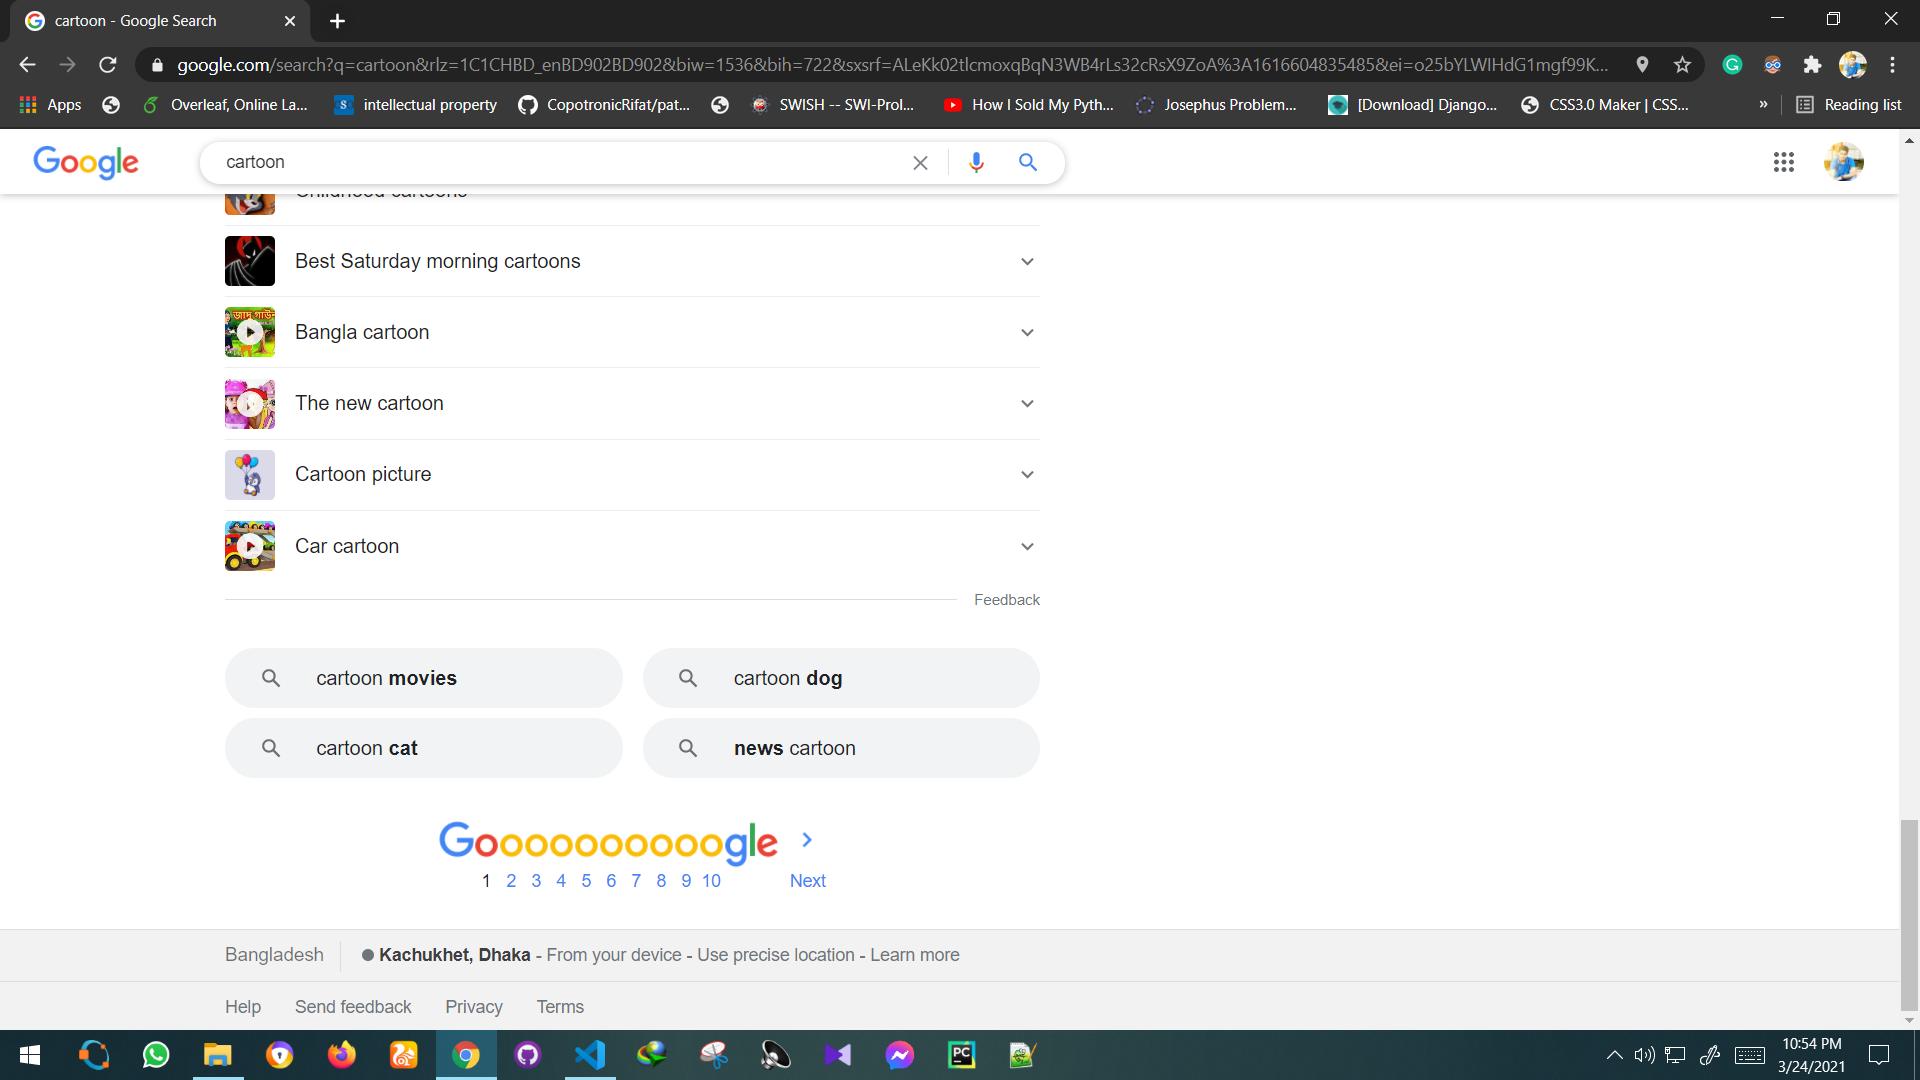 cartoon - Google Search
google.com/search?q=cartoon&rlz=1C1CHBD_enBD902BD902&biw=1536&bih=722&sxsrf=ALeKk02tlcmoxqBqN3WB4rLs32cRsX9ZoA%3A1616604835485&ei=o25bYLWIHdG1mgf99K...
Apps Overleaf, Online La... intellectual property CopotronicRifat/pat... SWISH -- SWI-Prol... How I Sold My Pyth... Josephus Problem... [Download] Django... CSS3.0 Maker | CSS... » Reading list
Google cartoon
Childhood cartoons
Best Saturday morning cartoons
Bangla cartoon
The new cartoon
Cartoon picture
Car cartoon
Feedback
cartoon movies cartoon dog
cartoon cat news cartoon
Goooooooooogle
1 2 3 4 5 6 7 8 9 10 Next
Bangladesh Kachukhet, Dhaka - From your device - Use precise location - Learn more
Help Send feedback Privacy Terms
10:54 PM
3/24/2021